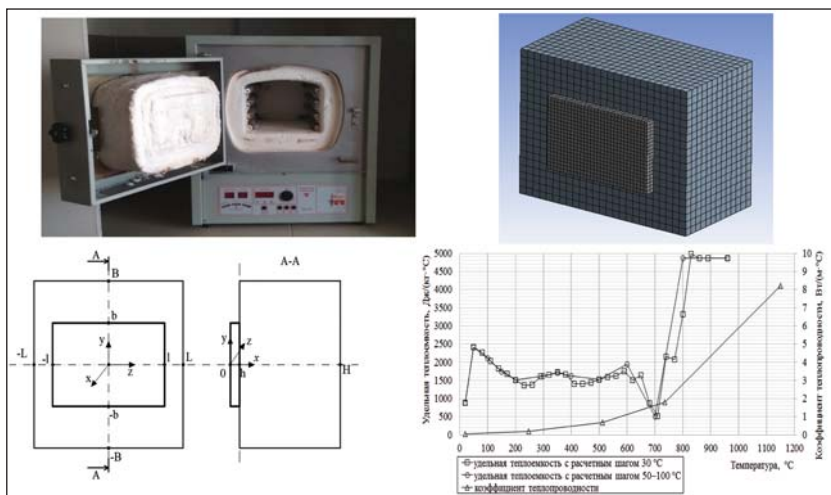 A
A-A
B
b
y
-L
-l
l
L
x
z
-b
-B
A
y
z
0
h
x
H
Удельная теплоемкость, Дж/(кг·°С)
5000
4500
4000
3500
3000
2500
2000
1500
1000
500
0
0 100 200 300 400 500 600 700 800 900 1000 1100 1200
10
9
8
7
6
5
4
3
2
1
0
Коэффициент теплопроводности, Вт/(м·°С)
Температура, °С
удельная теплоемкость с расчетным шагом 30 °С
удельная теплоемкость с расчетным шагом 50–100 °С
коэффициент теплопроводности